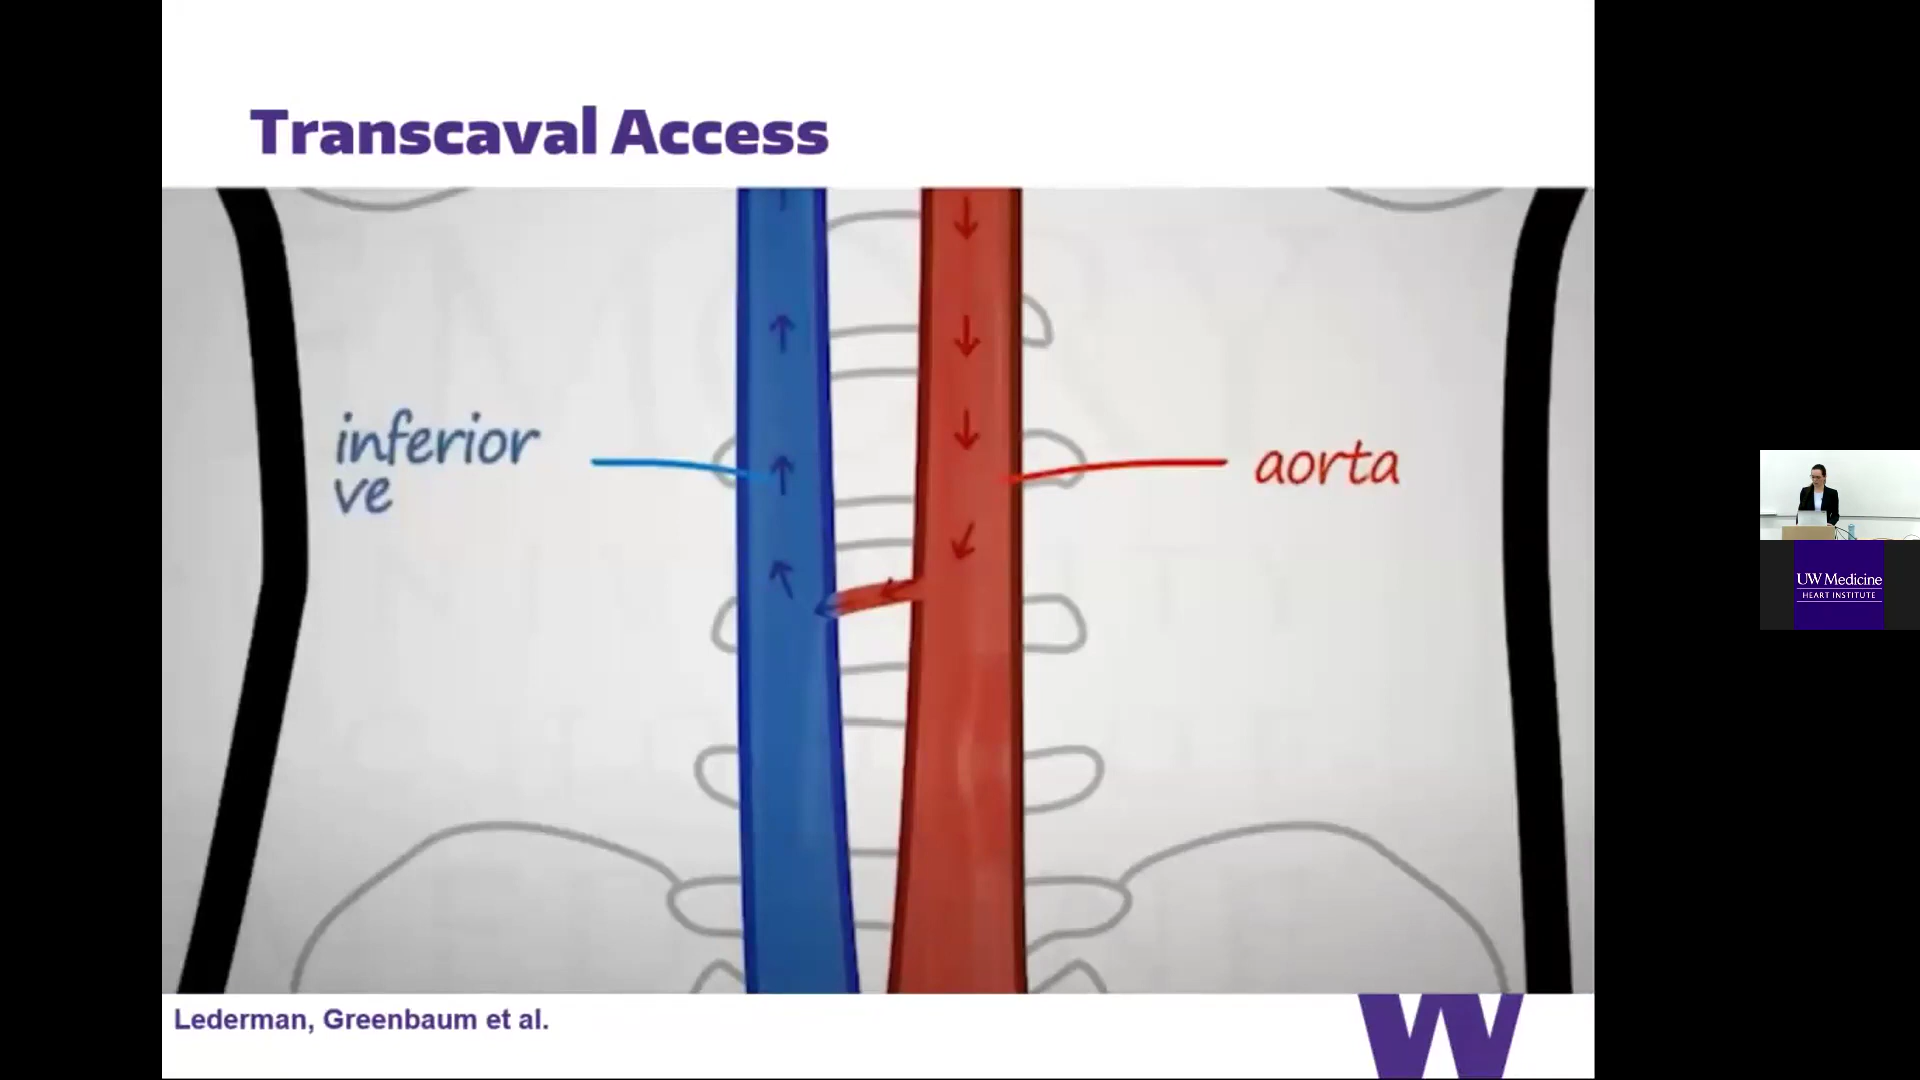 Transcaval Access
inferior
ve
aorta
Lederman, Greenbaum et al.
W
UW Medicine
HEART INSTITUTE